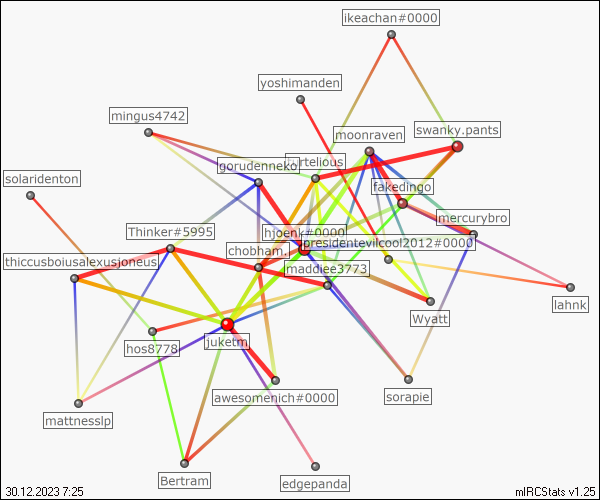 ikeachan#0000
yoshimanden
mingus4742
moonraven
swanky.pants
gorudenneko
rtelious
solaridenton
fakedingo
mercurybro
Thinker#5995
hjoenk#0000
presidentevilcool2012#0000
chobham.
thiccusboiusalexusjoneus
maddiee3773
lahnk
Wyatt
hos8778
juketm
mattnesslp
awesomenich#0000
sorapie
Bertram
edgepanda
30.12.2023 7:25
mIRCStats v1.25